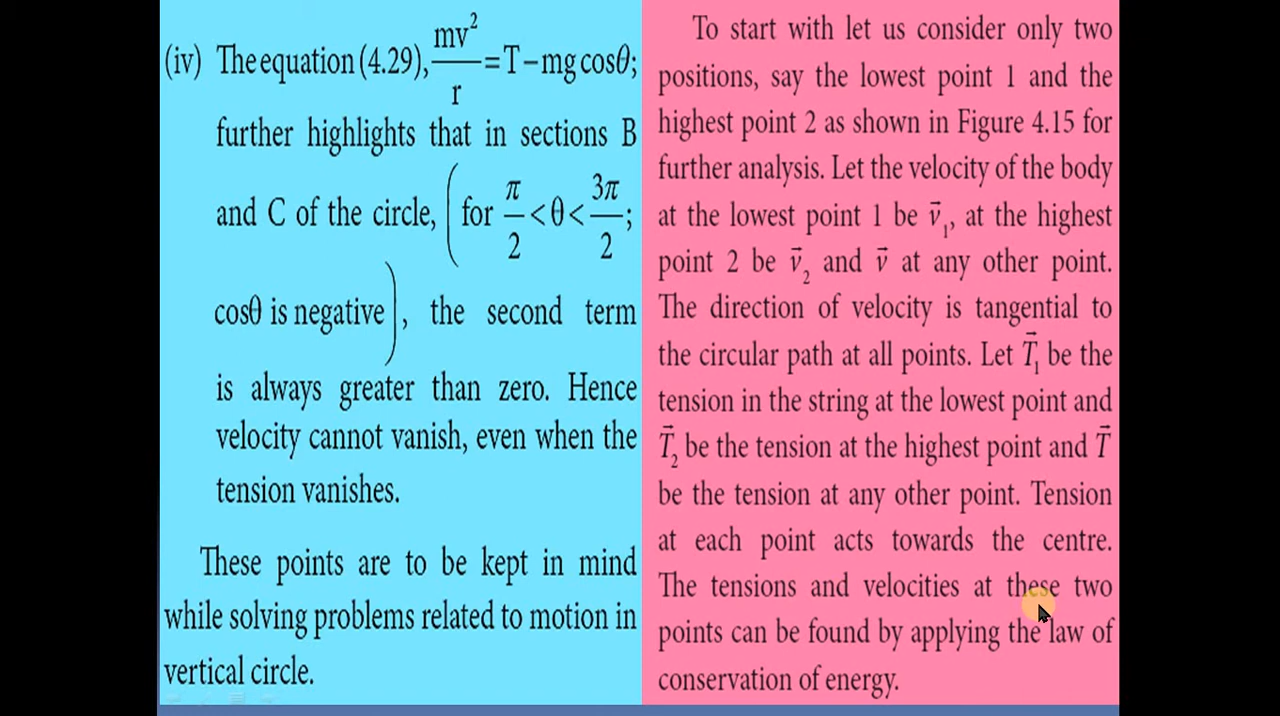 (iv) The equation (4.29), mv²/r = T − mg cosθ;
further highlights that in sections B
and C of the circle, (for π/2 < θ < 3π/2;
cosθ is negative), the second term
is always greater than zero. Hence
velocity cannot vanish, even when the
tension vanishes.
These points are to be kept in mind
while solving problems related to motion in
vertical circle.
To start with let us consider only two
positions, say the lowest point 1 and the
highest point 2 as shown in Figure 4.15 for
further analysis. Let the velocity of the body
at the lowest point 1 be v⃗₁, at the highest
point 2 be v⃗₂ and v⃗ at any other point.
The direction of velocity is tangential to
the circular path at all points. Let T⃗₁ be the
tension in the string at the lowest point and
T⃗₂ be the tension at the highest point and T⃗
be the tension at any other point. Tension
at each point acts towards the centre.
The tensions and velocities at these two
points can be found by applying the law of
conservation of energy.